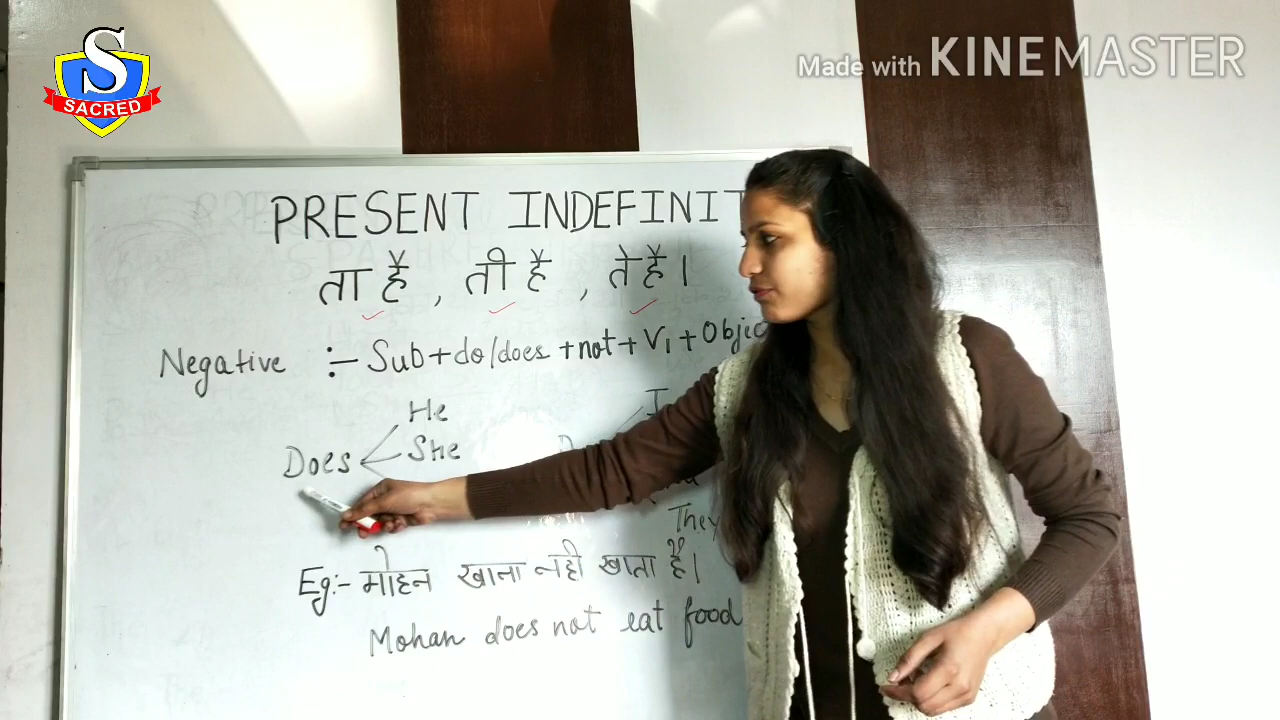 S
SACRED
Made with KINEMASTER
PRESENT INDEFINIT
ता है, ती है, ते हैं।
Negative :- Sub+do/does +not+V1+Objec
He
I
Does
She
They
Eg:- मोहन खाना नही खाता है।
Mohan does not eat food